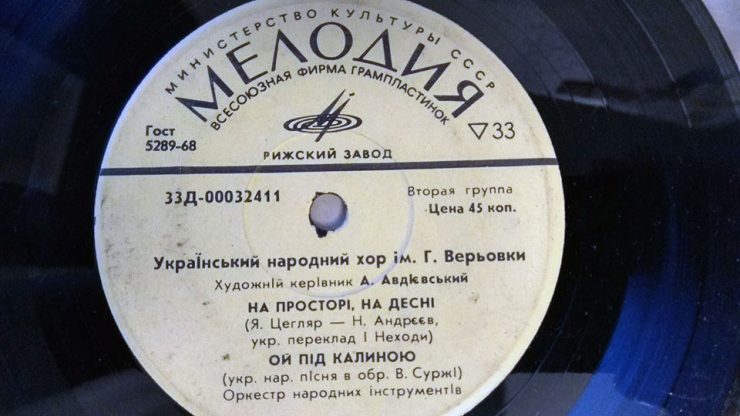 МИНИСТЕРСТВО КУЛЬТУРЫ СССР
МЕЛОДИЯ
ВСЕСОЮЗНАЯ ФИРМА ГРАМПЛАСТИНОК
Гост
5289-68
▽33
РИЖСКИЙ ЗАВОД
33Д-00032411
Вторая группа
Цена 45 коп.
Український народний хор ім. Г. Верьовки
Художній керівник А. Авдієвський
НА ПРОСТОРІ, НА ДЕСНІ
(Я. Цегляр — Н. Андрєєв,
укр. переклад І Неходи)
ОЙ ПІД КАЛИНОЮ
(укр. нар. пісня в обр. В. Суржі)
Оркестр народних інструментів